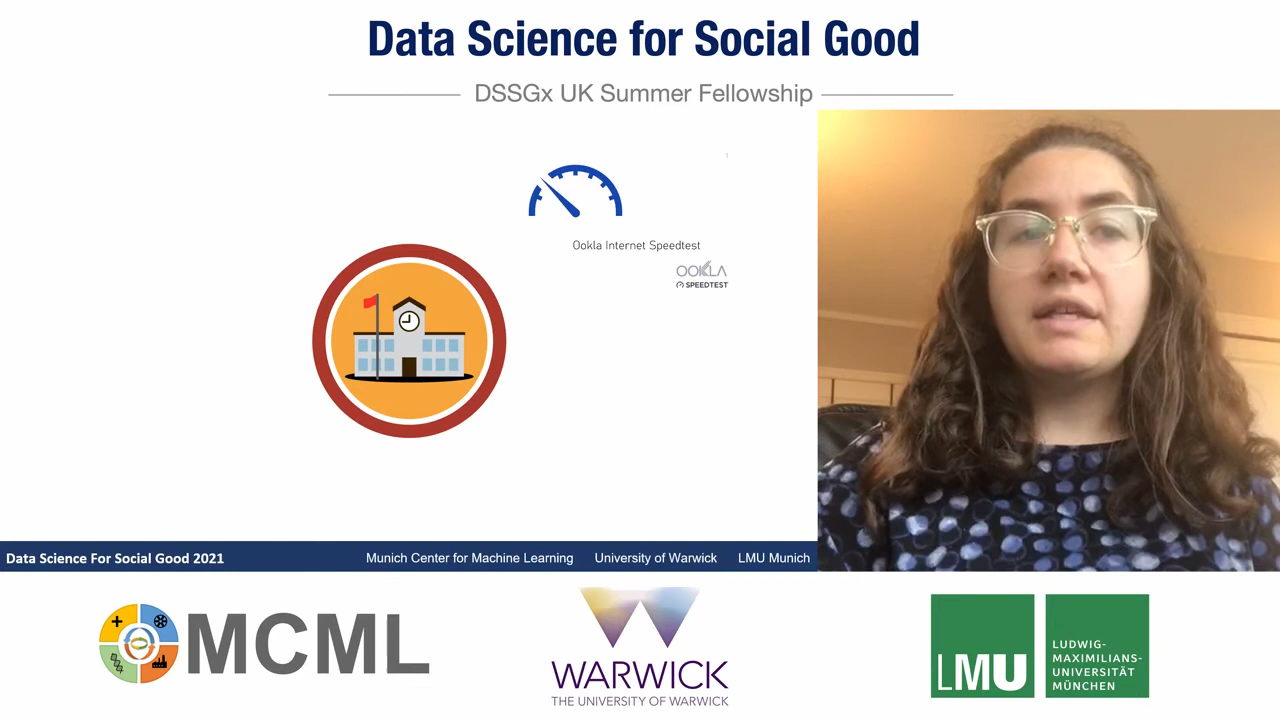 Data Science for Social Good
DSSGx UK Summer Fellowship
Ookla Internet Speedtest
OOKLA
SPEEDTEST
Data Science For Social Good 2021
Munich Center for Machine Learning
University of Warwick
LMU Munich
MCML
WARWICK
THE UNIVERSITY OF WARWICK
LMU
LUDWIG-
MAXIMILIANS-
UNIVERSITÄT
MÜNCHEN